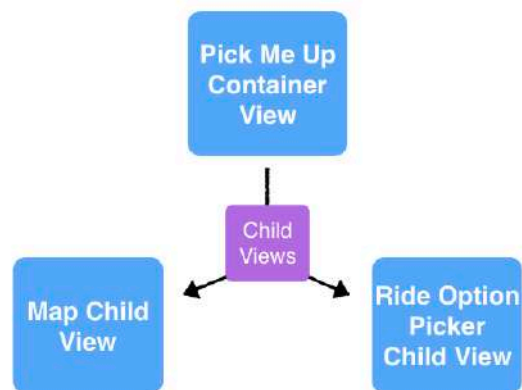 Pick Me Up
Container
View
Child
Views
Map Child
View
Ride Option
Picker
Child View